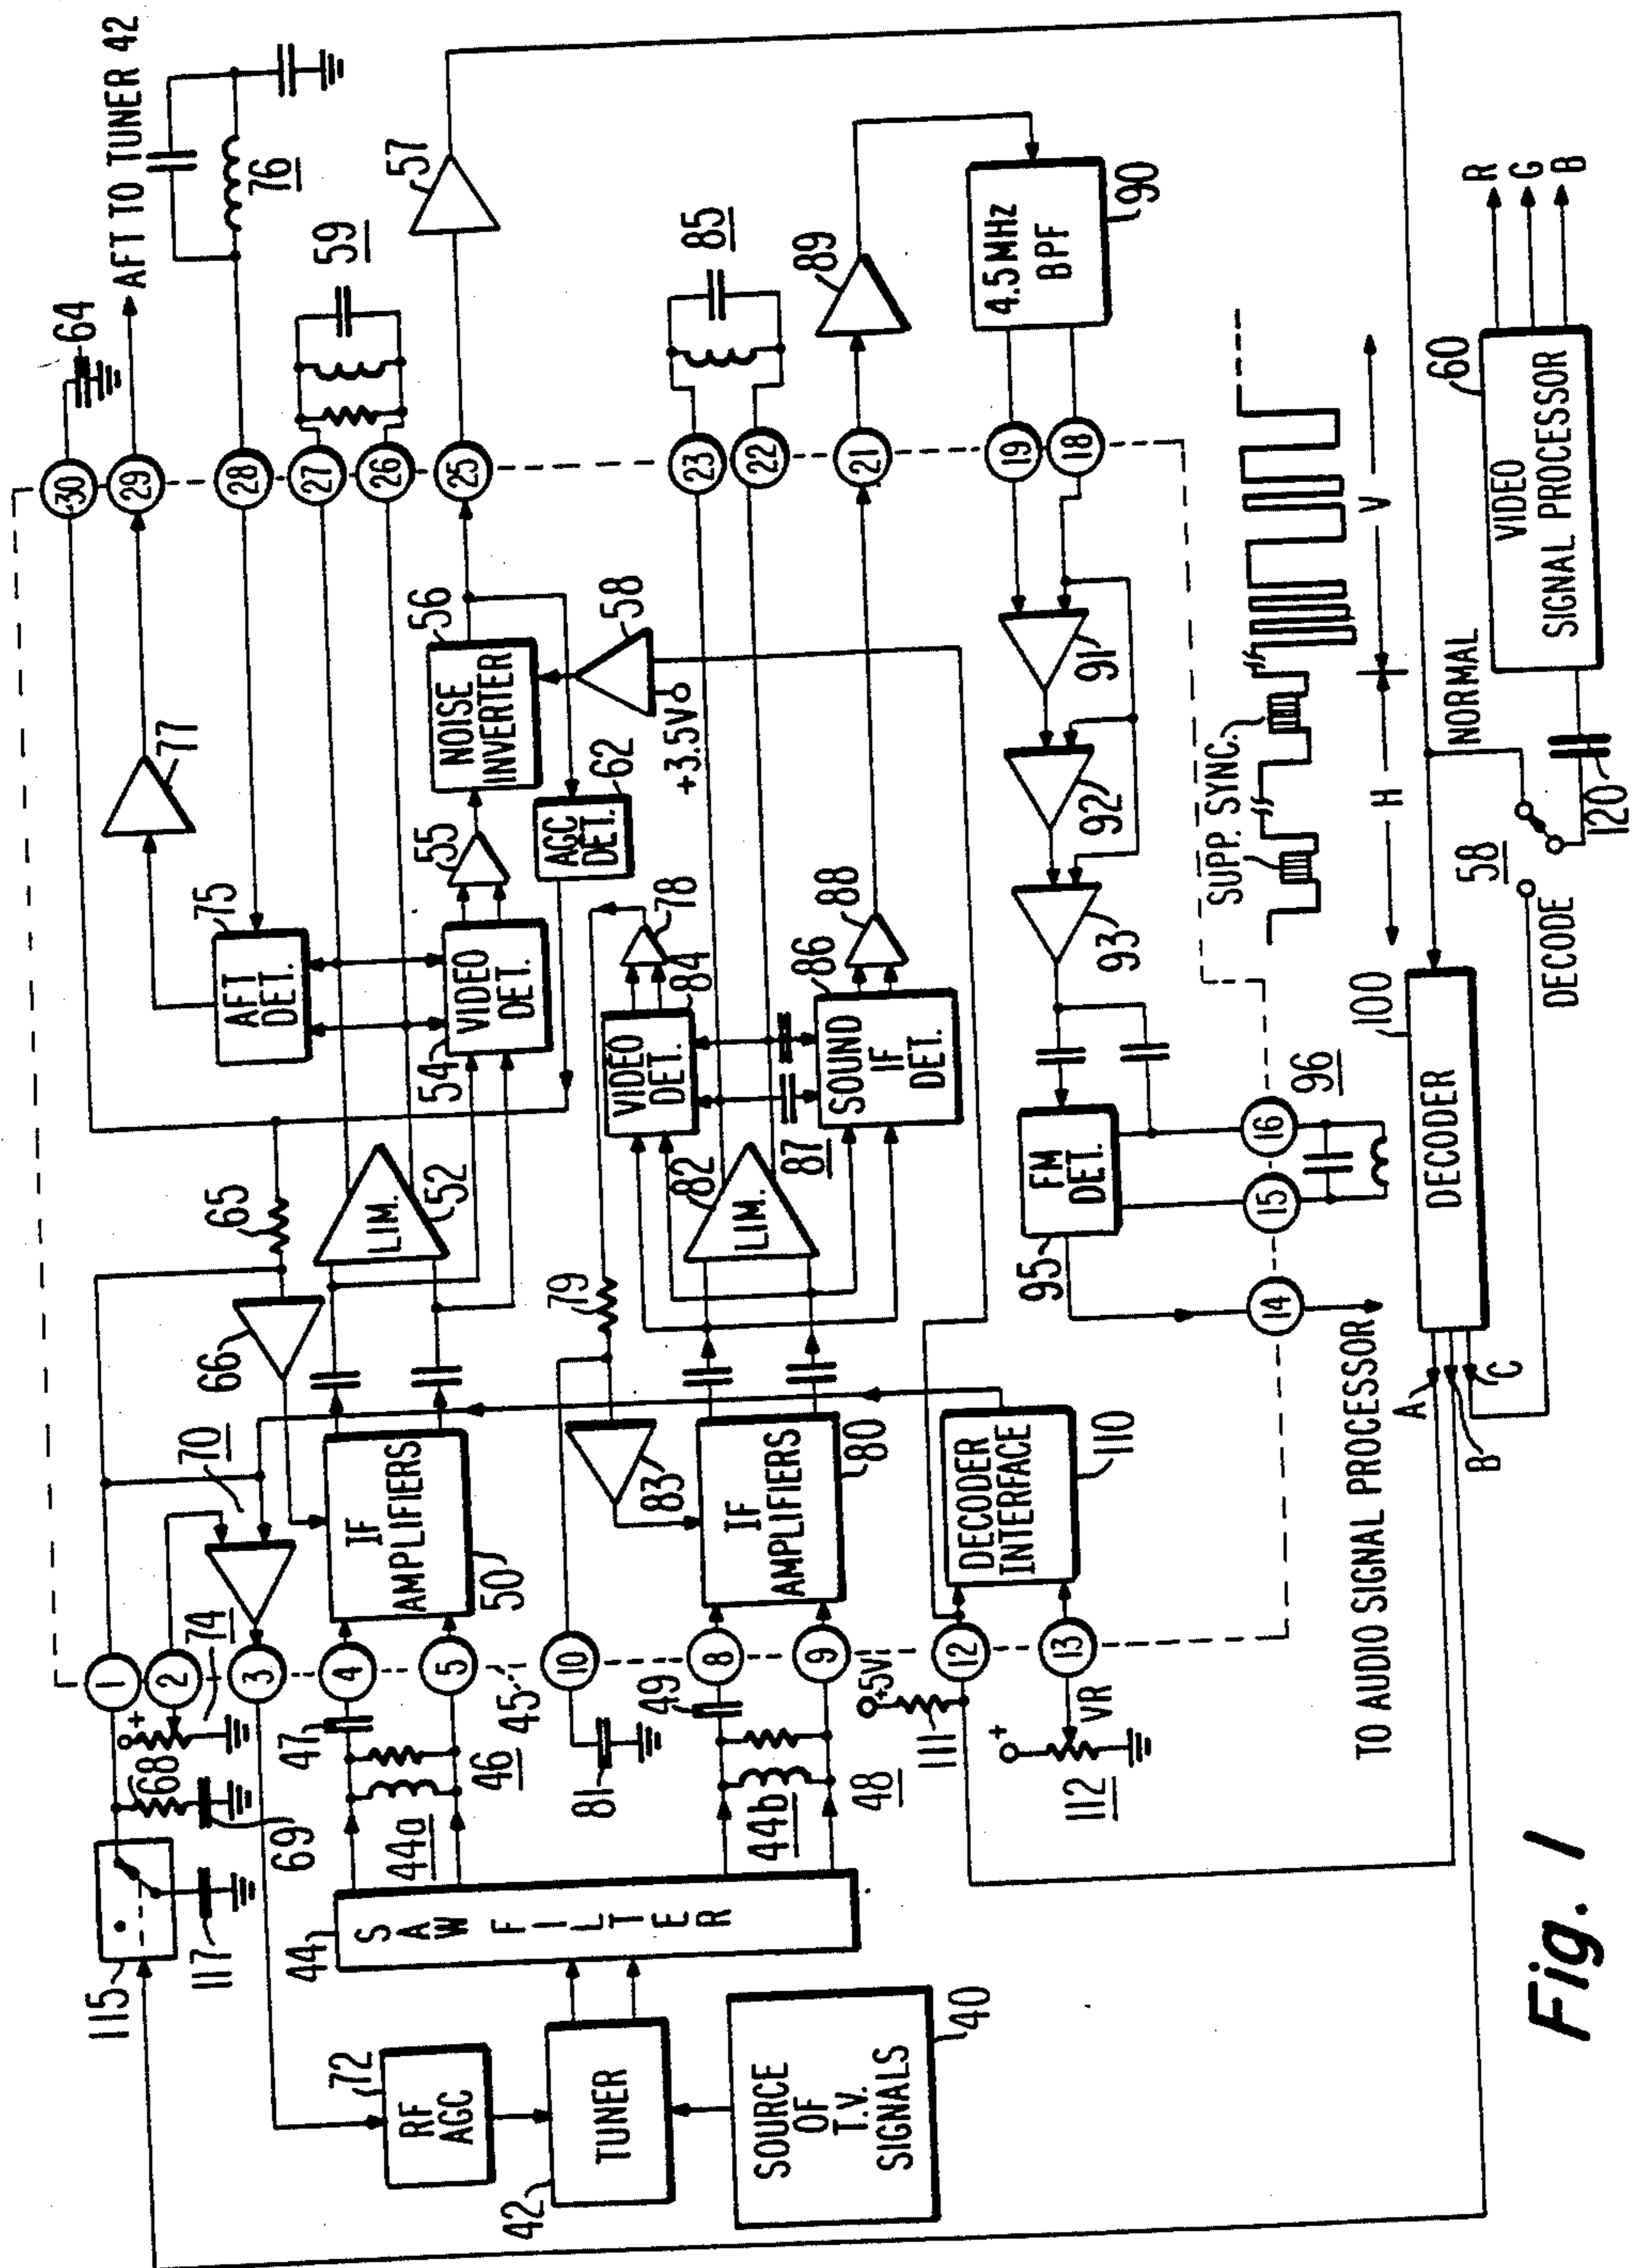 115
117
69
68
74
+
1
2
3
4
5
45
47
46
44a
44
SAW FILTER
72
RF
AGC
42
TUNER
SOURCE
OF
T.V.
SIGNALS
40
70
66
65
IF
AMPLIFIERS
50
LIM.
52
AFT
DET.
75
77
VIDEO
DET.
54
55
NOISE
INVERTER
56
58
+3.5V
AGC
DET.
62
30
29
28
27
26
25
64
AFT TO TUNER 42
76
59
57
10
81
8
9
49
48
44b
79
83
IF
AMPLIFIERS
80
LIM.
82
VIDEO
DET.
84
78
87
SOUND
IF
DET.
86
88
23
22
21
85
89
4.5MHz
BPF
90
19
18
91
92
93
12
13
+5V
111
+
VR
112
DECODER
INTERFACE
110
FM
DET.
95
14
15
16
96
TO AUDIO SIGNAL PROCESSOR
SUPP. SYNC.
H
V
DECODER
100
A
B
C
NORMAL
58
DECODE
120
VIDEO
SIGNAL PROCESSOR
60
R
G
B
Fig. 1